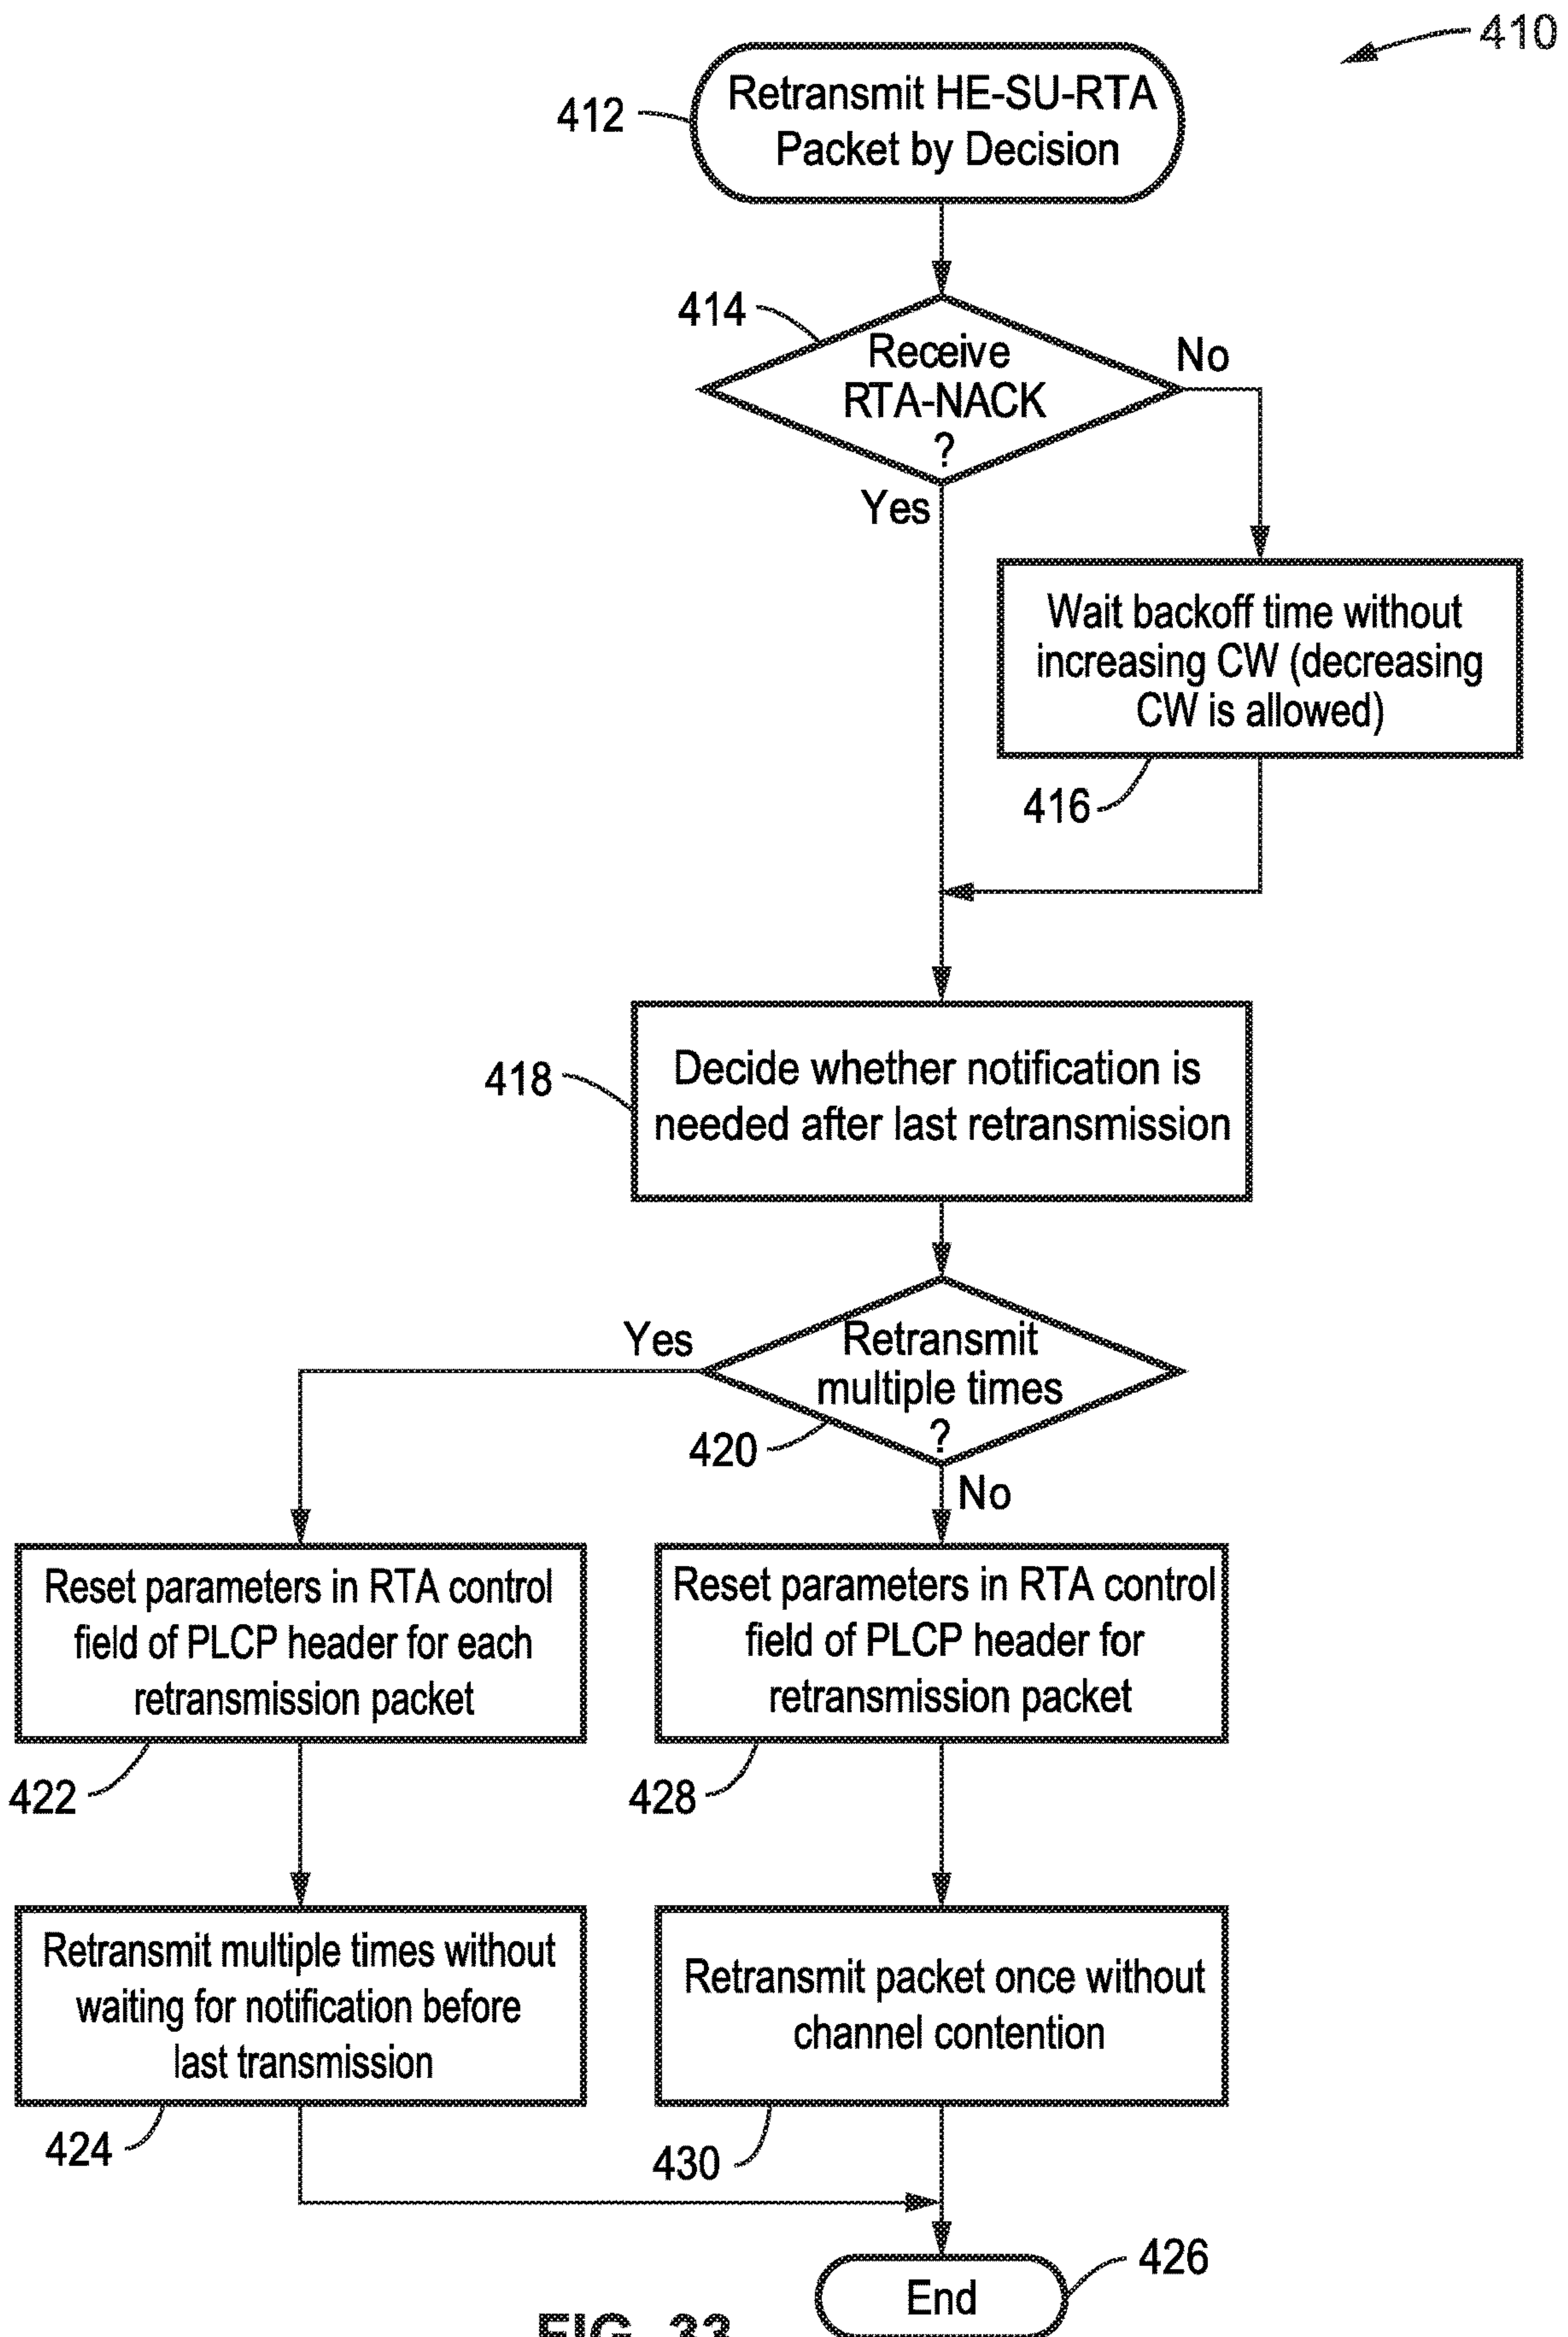 410
412
Retransmit HE-SU-RTA
Packet by Decision
414
Receive
RTA-NACK
?
No
Yes
Wait backoff time without
increasing CW (decreasing
CW is allowed)
416
418
Decide whether notification is
needed after last retransmission
Yes
Retransmit
multiple times
?
420
No
Reset parameters in RTA control
field of PLCP header for each
retransmission packet
422
Reset parameters in RTA control
field of PLCP header for
retransmission packet
428
Retransmit multiple times without
waiting for notification before
last transmission
424
Retransmit packet once without
channel contention
430
426
End
FIG. 33